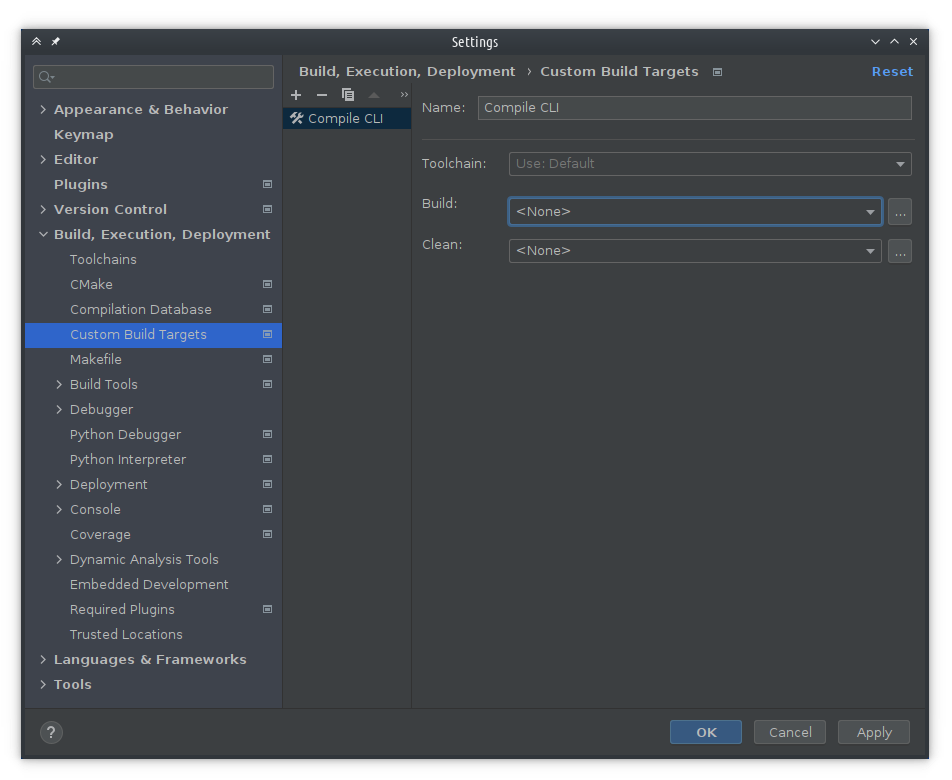 Settings
Build, Execution, Deployment › Custom Build Targets
Reset
Appearance & Behavior
Keymap
Editor
Plugins
Version Control
Build, Execution, Deployment
Toolchains
CMake
Compilation Database
Custom Build Targets
Makefile
Build Tools
Debugger
Python Debugger
Python Interpreter
Deployment
Console
Coverage
Dynamic Analysis Tools
Embedded Development
Required Plugins
Trusted Locations
Languages & Frameworks
Tools
Compile CLI
Name: Compile CLI
Toolchain: Use: Default
Build: <None> ...
Clean: <None> ...
? OK Cancel Apply